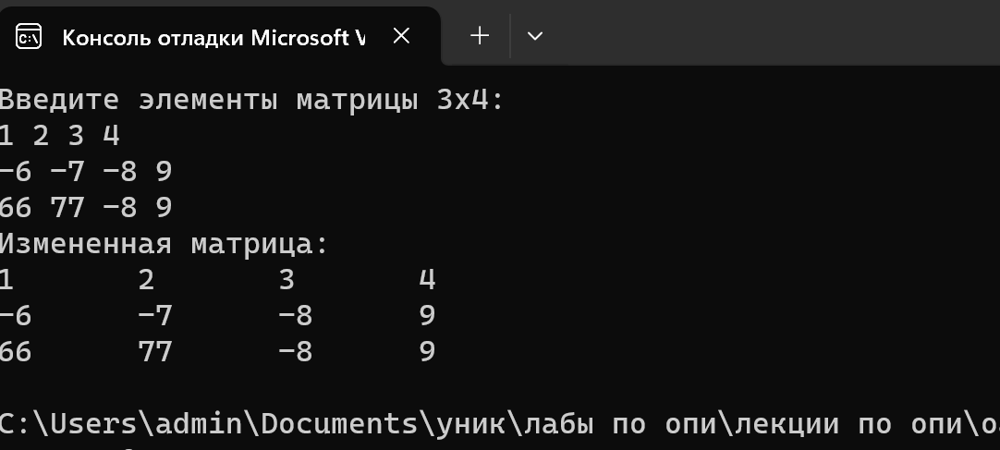 Консоль отладки Microsoft V
Введите элементы матрицы 3x4:
1 2 3 4
-6 -7 -8 9
66 77 -8 9
Измененная матрица:
1 2 3 4
-6 -7 -8 9
66 77 -8 9
C:\Users\admin\Documents\уник\лабы по опи\лекции по опи\